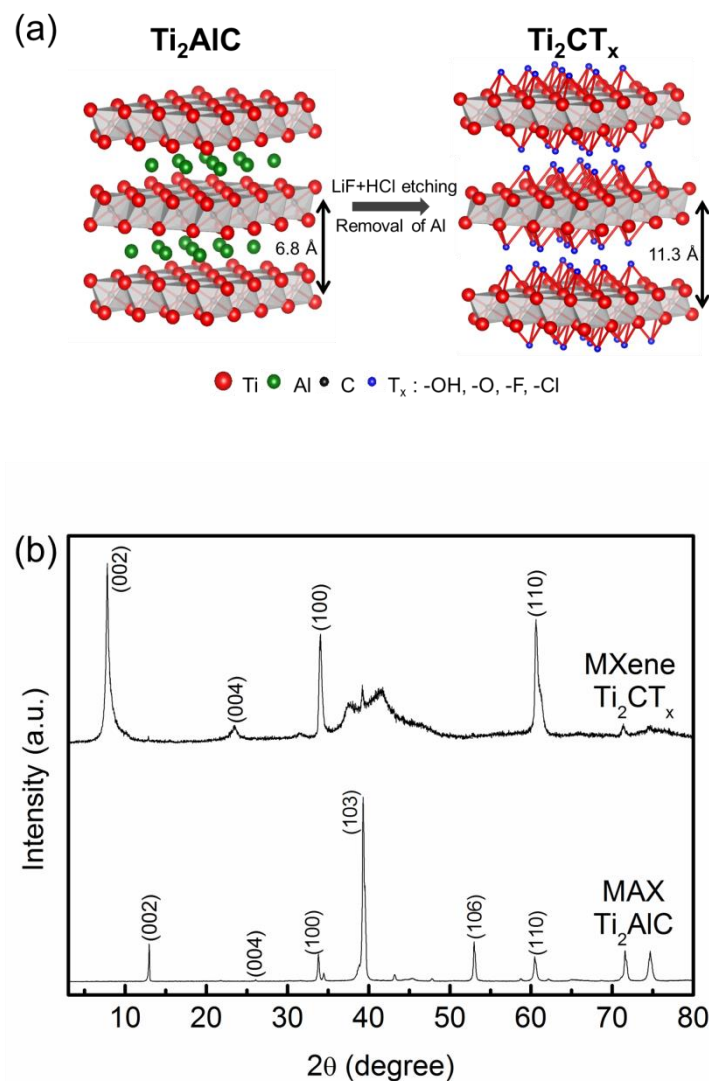 (a)
Ti₂AlC
Ti₂CTₓ
LiF+HCl etching
Removal of Al
6.8 Å
11.3 Å
Ti Al C Tₓ : -OH, -O, -F, -Cl
(b)
(002)
(004)
(100)
(110)
MXene
Ti₂CTₓ
(002)
(004)
(100)
(103)
(106)
(110)
MAX
Ti₂AlC
Intensity (a.u.)
10 20 30 40 50 60 70 80
2θ (degree)